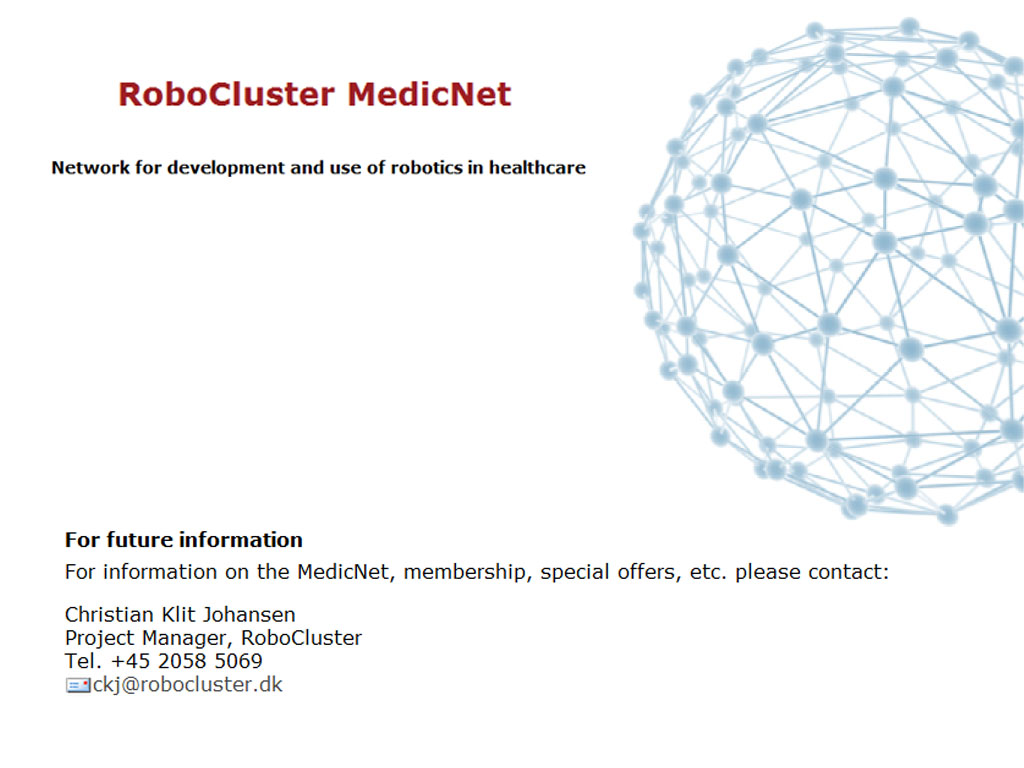 RoboCluster MedicNet
Network for development and use of robotics in healthcare
For future information
For information on the MedicNet, membership, special offers, etc. please contact:
Christian Klit Johansen
Project Manager, RoboCluster
Tel. +45 2058 5069
ckj@robocluster.dk